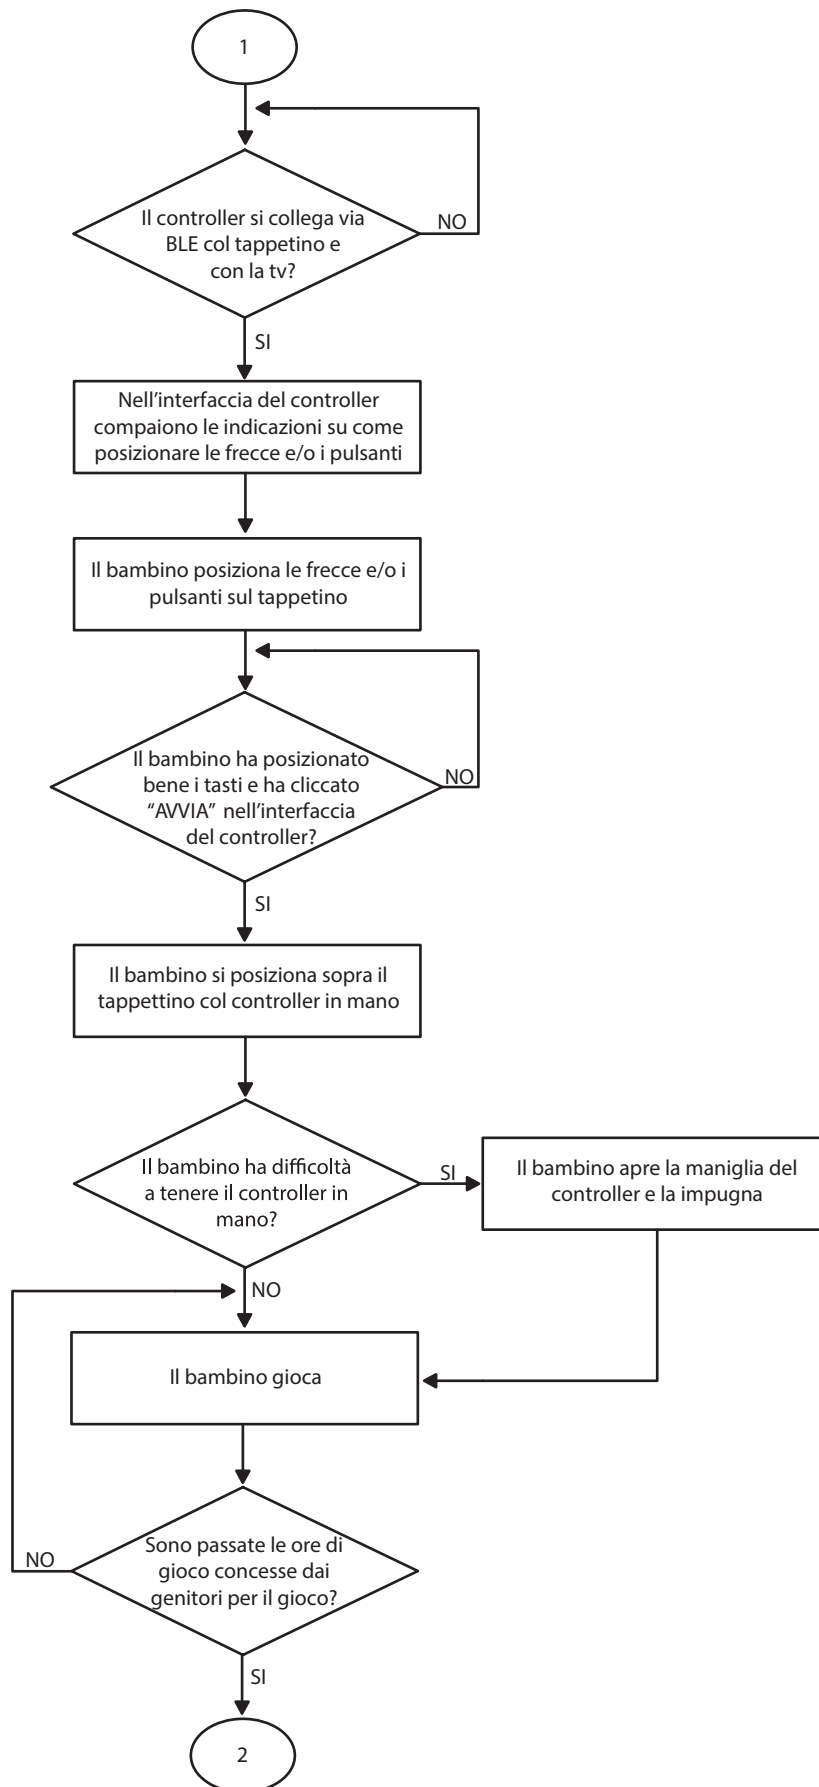 1
Il controller si collega via
BLE col tappetino e
con la tv?
NO
SI
Nell'interfaccia del controller
compaiono le indicazioni su come
posizionare le frecce e/o i pulsanti
Il bambino posiziona le frecce e/o i
pulsanti sul tappetino
Il bambino ha posizionato
bene i tasti e ha cliccato
“AVVIA” nell'interfaccia
del controller?
NO
SI
Il bambino si posiziona sopra il
tappettino col controller in mano
Il bambino ha difficoltà
a tenere il controller in
mano?
SI
Il bambino apre la maniglia del
controller e la impugna
NO
Il bambino gioca
Sono passate le ore di
gioco concesse dai
genitori per il gioco?
NO
SI
2